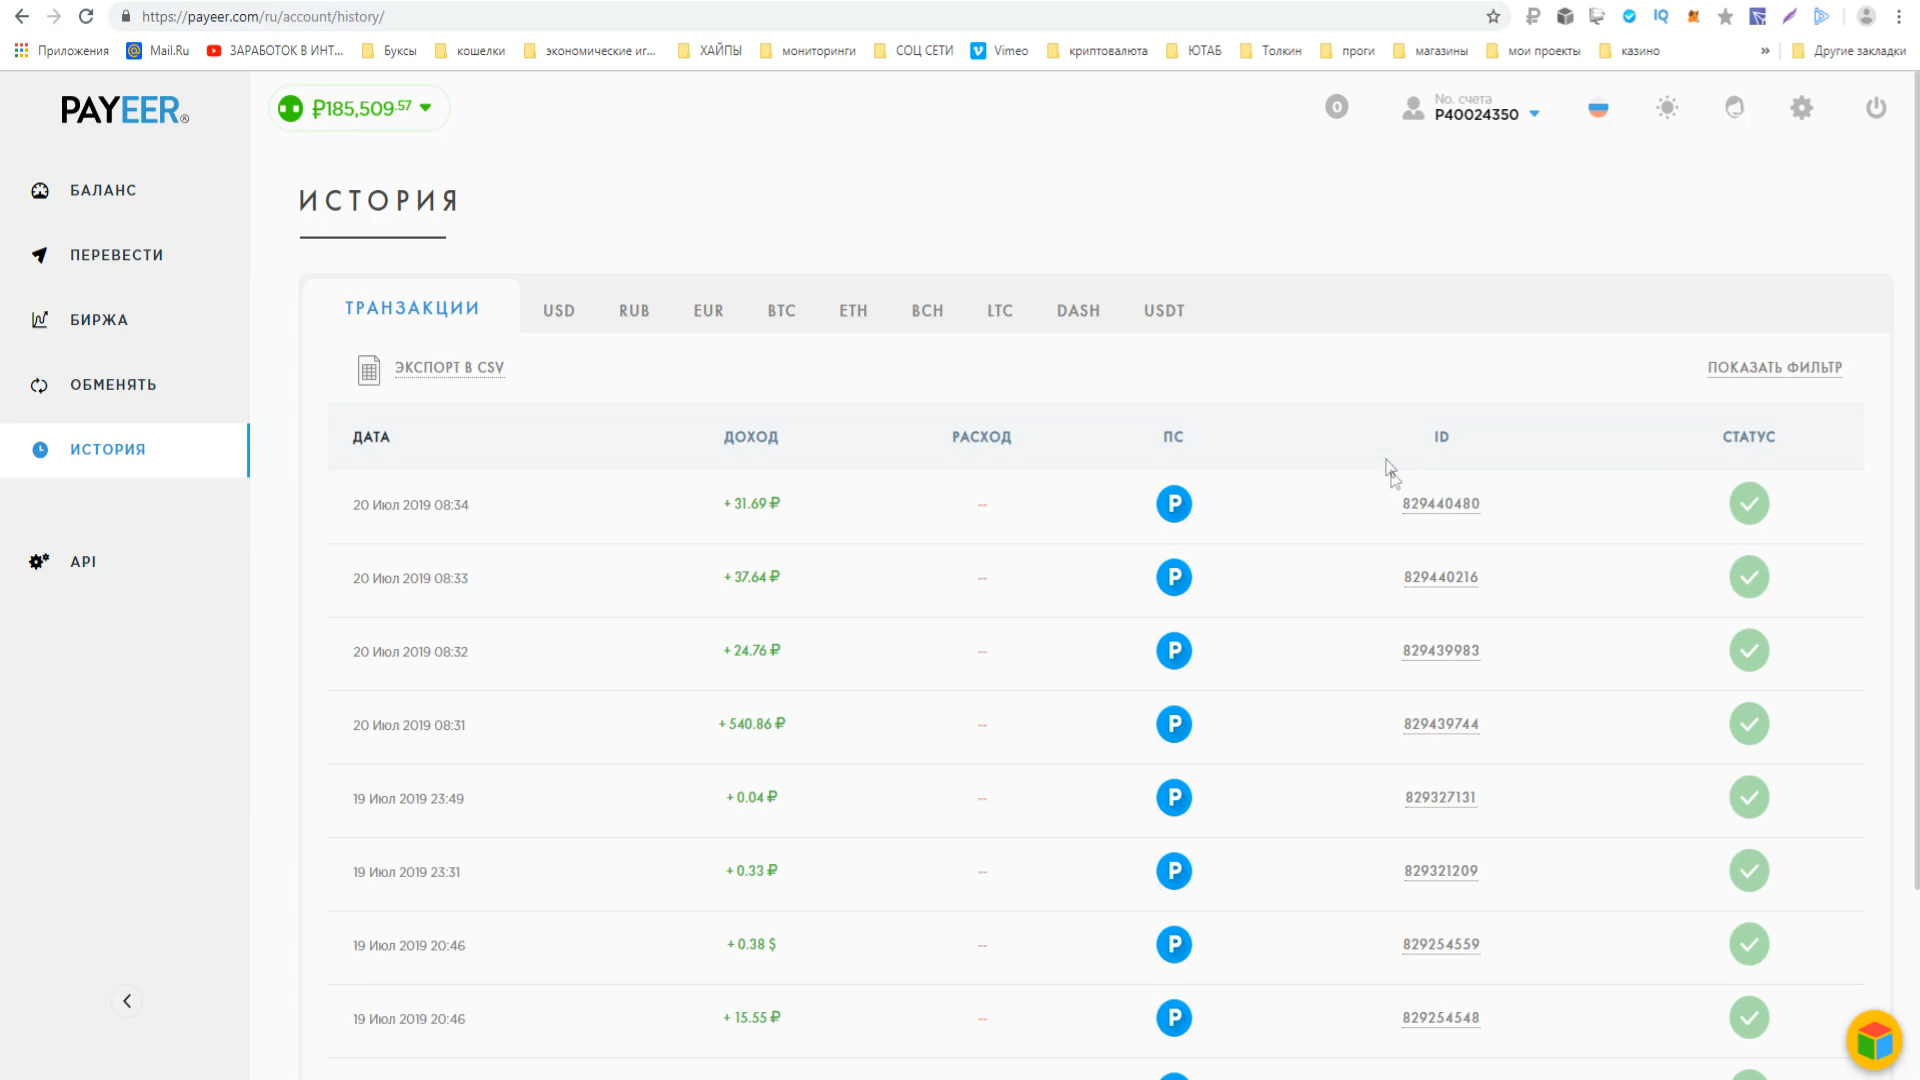 https://payeer.com/ru/account/history/
Приложения Mail.Ru ЗАРАБОТОК В ИНТ... Буксы кошелки экономические иг... ХАЙПЫ мониторинги СОЦ СЕТИ Vimeo криптовалюта ЮТАБ Толкин проги магазины мои проекты казино » Другие закладки
PAYEER®
₽185,509.57
0
No. счета
P40024350
БАЛАНС
ПЕРЕВЕСТИ
БИРЖА
ОБМЕНЯТЬ
ИСТОРИЯ
API
ИСТОРИЯ
ТРАНЗАКЦИИ USD RUB EUR BTC ETH BCH LTC DASH USDT
ЭКСПОРТ В CSV ПОКАЗАТЬ ФИЛЬТР
ДАТА ДОХОД РАСХОД ПС ID СТАТУС
20 Июл 2019 08:34 + 31.69 ₽ -- P 829440480
20 Июл 2019 08:33 + 37.64 ₽ -- P 829440216
20 Июл 2019 08:32 + 24.76 ₽ -- P 829439983
20 Июл 2019 08:31 + 540.86 ₽ -- P 829439744
19 Июл 2019 23:49 + 0.04 ₽ -- P 829327131
19 Июл 2019 23:31 + 0.33 ₽ -- P 829321209
19 Июл 2019 20:46 + 0.38 $ -- P 829254559
19 Июл 2019 20:46 + 15.55 ₽ -- P 829254548